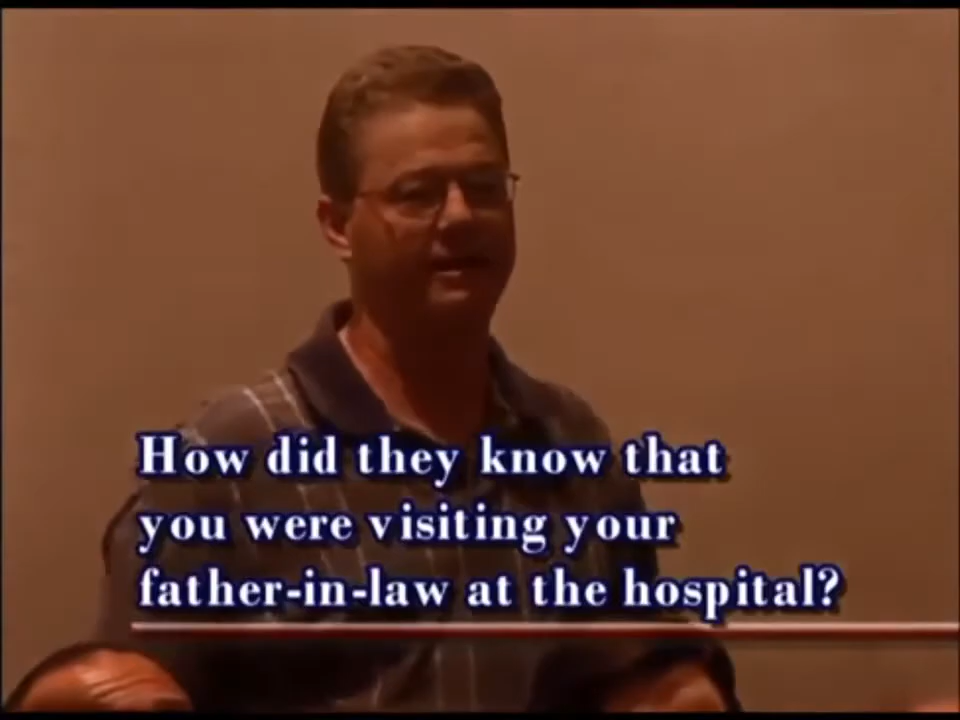 How did they know that
you were visiting your
father-in-law at the hospital?